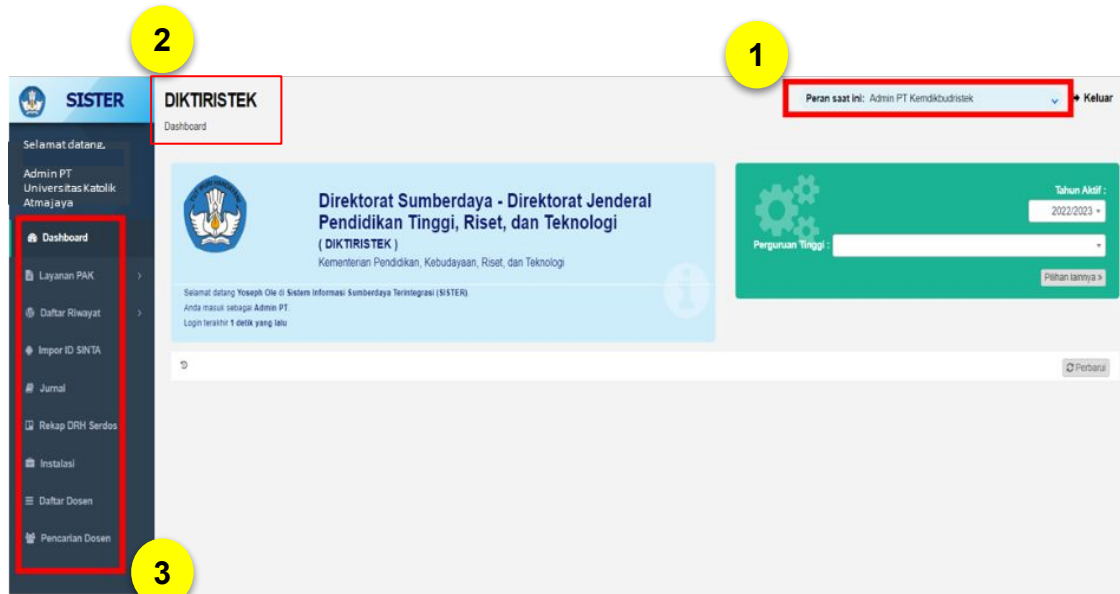 2
1
SISTER
DIKTIRISTEK
Dashboard
Peran saat ini: Admin PT Kemdikbudristek
Keluar
Selamat datang,
Admin PT
Universitas Katolik
Atmajaya
Dashboard
Layanan PAK
Daftar Riwayat
Impor ID SINTA
Jurnal
Rekap DRH Serdos
Instalasi
Daftar Dosen
Pencarian Dosen
3
Direktorat Sumberdaya - Direktorat Jenderal
Pendidikan Tinggi, Riset, dan Teknologi
( DIKTIRISTEK )
Kementerian Pendidikan, Kebudayaan, Riset, dan Teknologi
Selamat datang Yoseph Ole di Sistem Informasi Sumberdaya Terintegrasi (SISTER).
Anda masuk sebagai Admin PT.
Login terakhir 1 detik yang lalu
Tahun Aktif :
2022/2023
Perguruan Tinggi :
Pilihan lainnya »
Perbarui